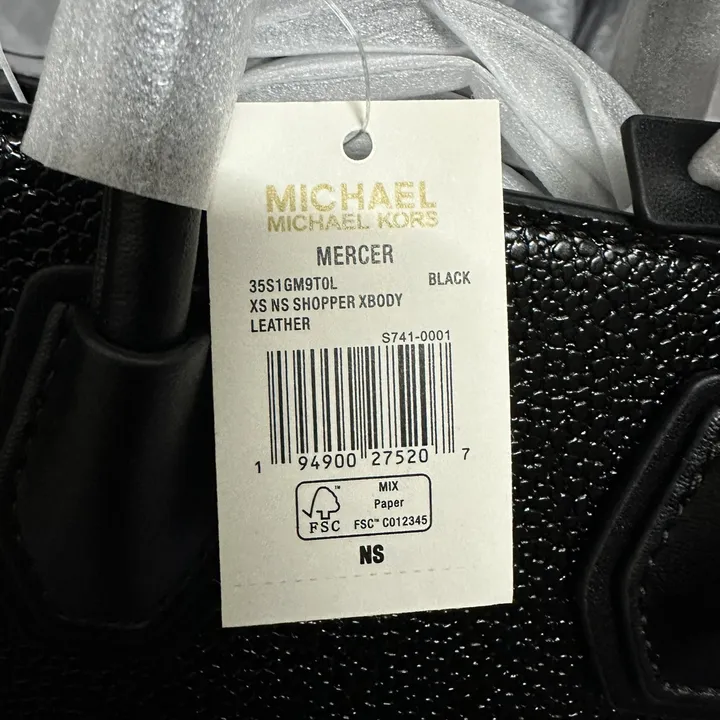 MICHAEL
MICHAEL KORS
MERCER
35S1GM9T0L BLACK
XS NS SHOPPER XBODY
LEATHER
S741-0001
1 94900 27520 7
MIX
Paper
FSC™ FSC™ C012345
NS